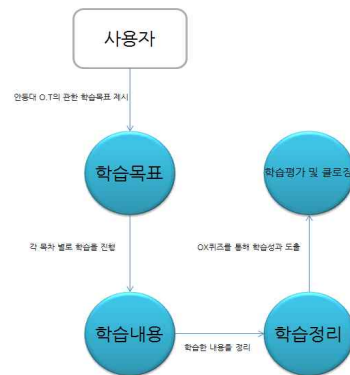 사용자
안동대 O.T의 관한 학습목표 제시
학습목표
학습평가 및 클로징
각 목차 별로 학습을 진행
OX퀴즈를 통해 학습성과 도출
학습내용
학습한 내용을 정리
학습정리